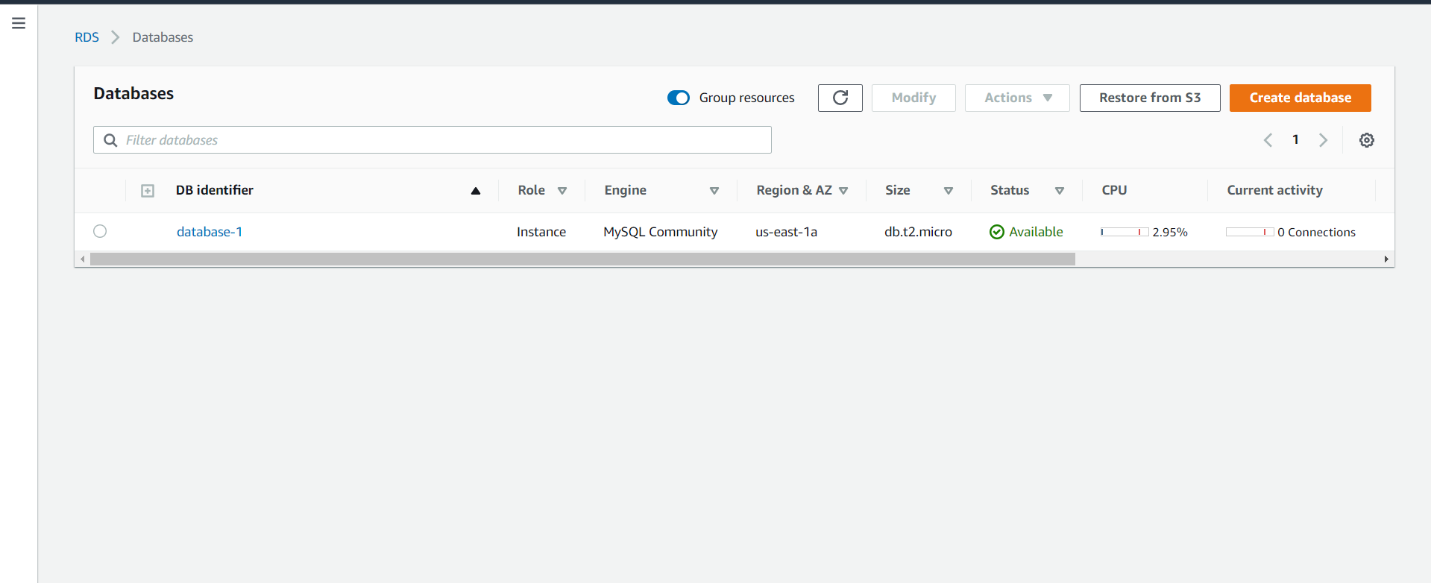 RDS > Databases
Databases
Group resources
Modify
Actions
Restore from S3
Create database
Filter databases
1
DB identifier Role Engine Region & AZ Size Status CPU Current activity
database-1 Instance MySQL Community us-east-1a db.t2.micro Available 2.95% 0 Connections